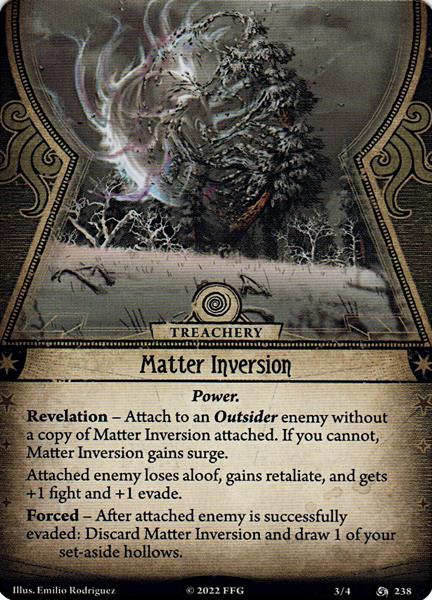 TREACHERY
Matter Inversion
Power.
Revelation – Attach to an Outsider enemy without
a copy of Matter Inversion attached. If you cannot,
Matter Inversion gains surge.
Attached enemy loses aloof, gains retaliate, and gets
+1 fight and +1 evade.
Forced – After attached enemy is successfully
evaded: Discard Matter Inversion and draw 1 of your
set-aside hollows.
Illus. Emilio Rodriguez © 2022 FFG 3/4 238